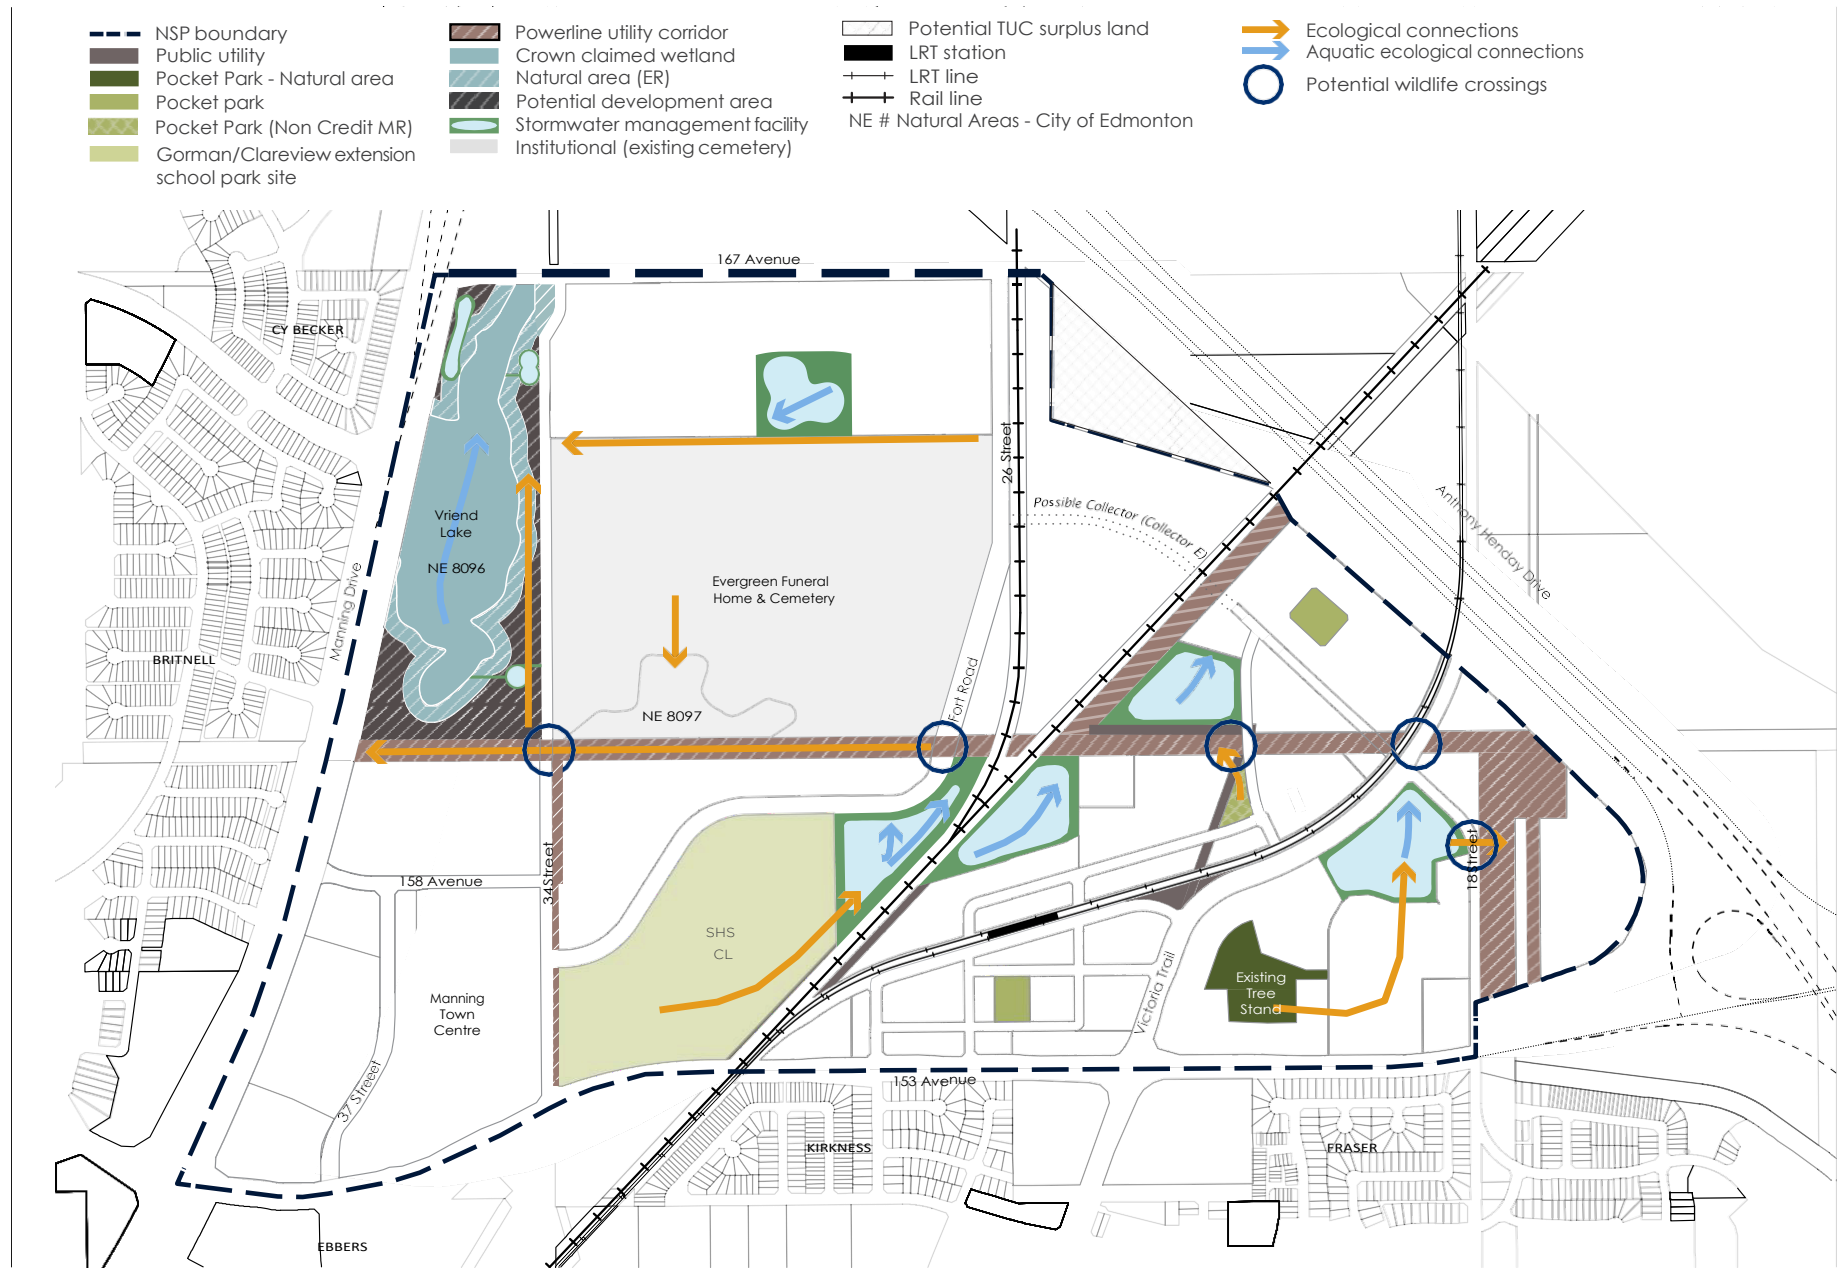 NSP boundary
Public utility
Pocket Park - Natural area
Pocket park
Pocket Park (Non Credit MR)
Gorman/Clareview extension
school park site
Powerline utility corridor
Crown claimed wetland
Natural area (ER)
Potential development area
Stormwater management facility
Institutional (existing cemetery)
Potential TUC surplus land
LRT station
LRT line
Rail line
NE # Natural Areas - City of Edmonton
Ecological connections
Aquatic ecological connections
Potential wildlife crossings
167 Avenue
CY BECKER
26 Street
Possible Collector (Collector E)
Anthony Henday Drive
Vriend
Lake
NE 8096
Evergreen Funeral
Home & Cemetery
Manning Drive
BRITNELL
NE 8097
Fort Road
34 Street
158 Avenue
18 Street
SHS
CL
Manning
Town
Centre
Victoria Trail
Existing
Tree
Stand
37 Streeet
153 Avenue
KIRKNESS
FRASER
EBBERS